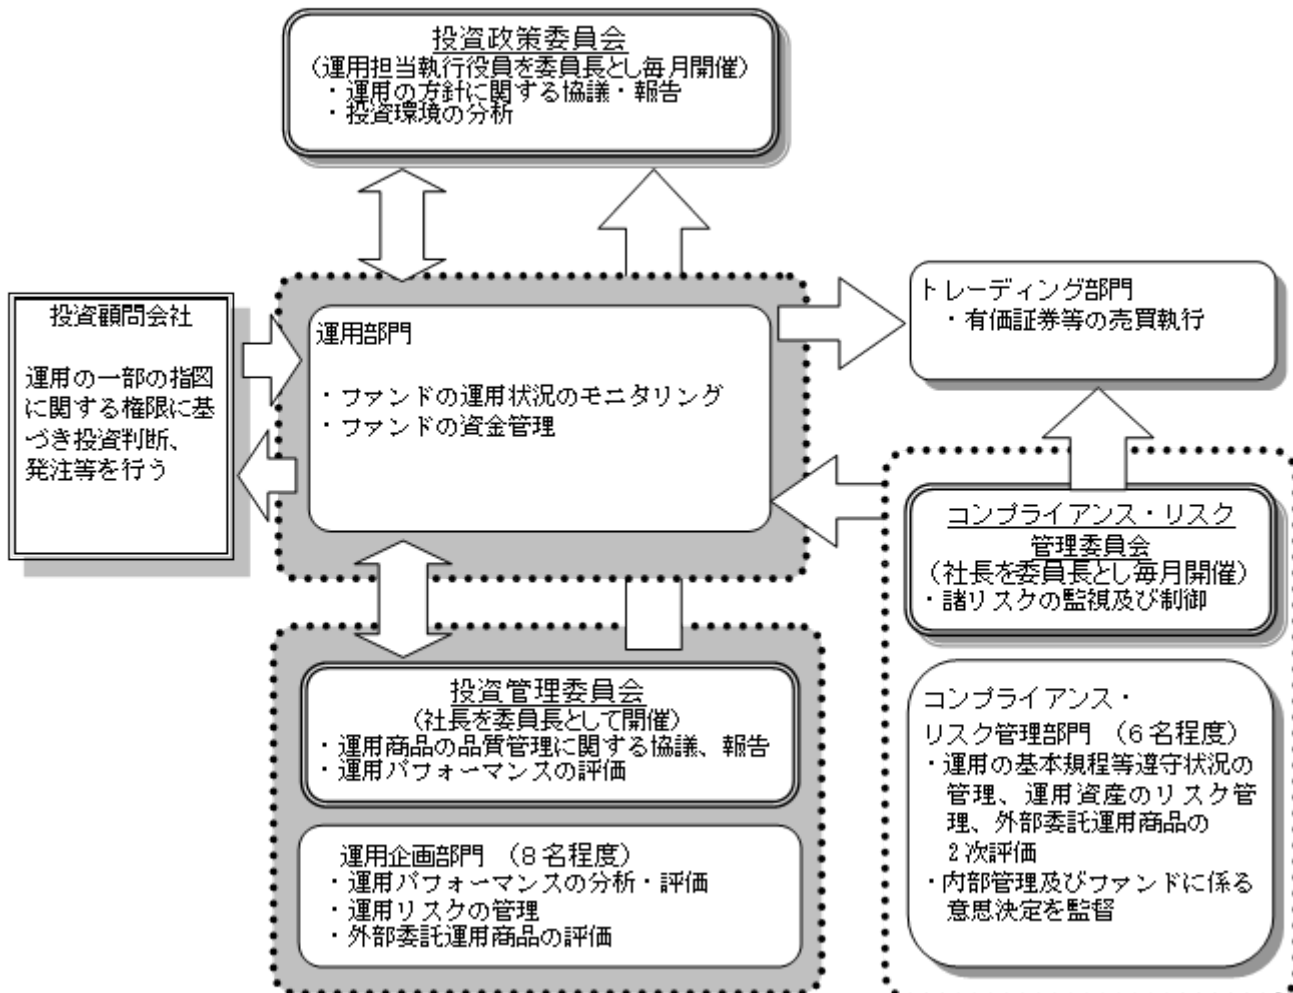 投資政策委員会
（運用担当執行役員を委員長とし毎月開催）
・運用の方針に関する協議・報告
・投資環境の分析
投資顧問会社
運用の一部の指図
に関する権限に基
づき投資判断、
発注等を行う
運用部門
・ファンドの運用状況のモニタリング
・ファンドの資金管理
トレーディング部門
・有価証券等の売買執行
コンプライアンス・リスク
管理委員会
（社長を委員長とし毎月開催）
・諸リスクの監視及び制御
投資管理委員会
（社長を委員長として開催）
・運用商品の品質管理に関する協議、報告
・運用パフォーマンスの評価
運用企画部門　（8名程度）
・運用パフォーマンスの分析・評価
・運用リスクの管理
・外部委託運用商品の評価
コンプライアンス・
リスク管理部門　（6名程度）
・運用の基本規程等遵守状況の
管理、運用資産のリスク管
理、外部委託運用商品の
2次評価
・内部管理及びファンドに係る
意思決定を監督